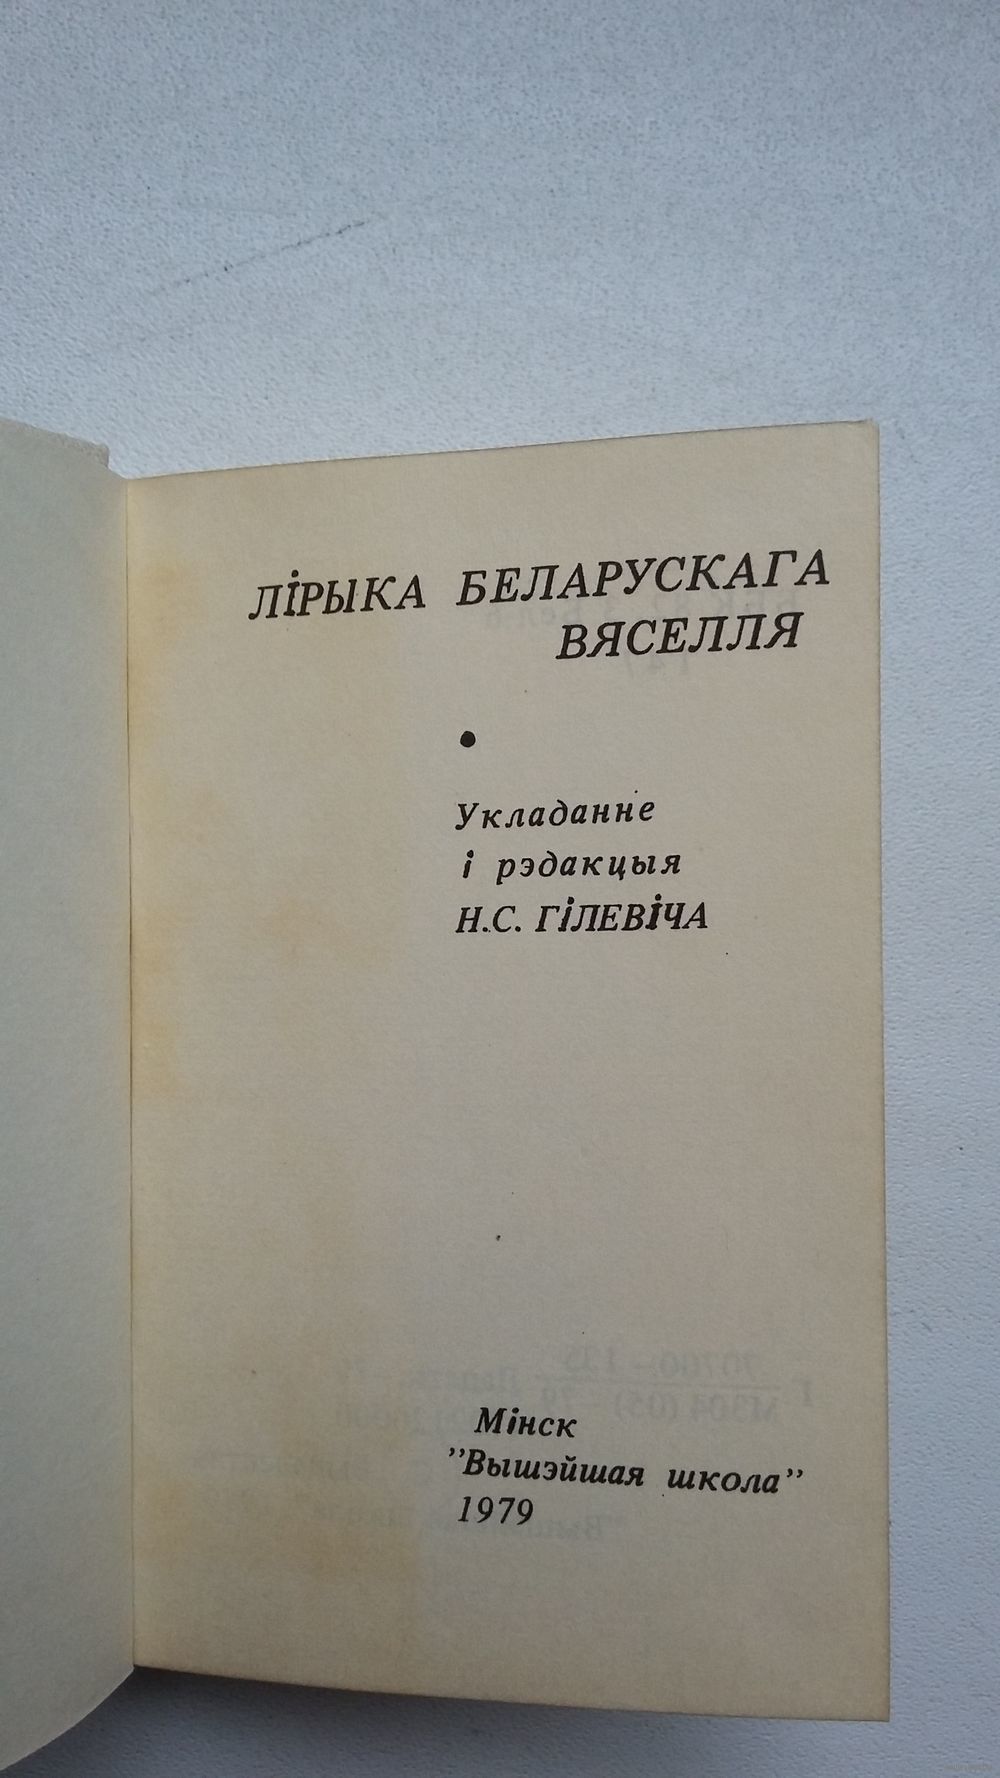 ЛІРЫКА БЕЛАРУСКАГА
ВЯСЕЛЛЯ
•
Укладанне
і рэдакцыя
Н.С. ГІЛЕВІЧА
Мінск
"Вышэйшая школа"
1979